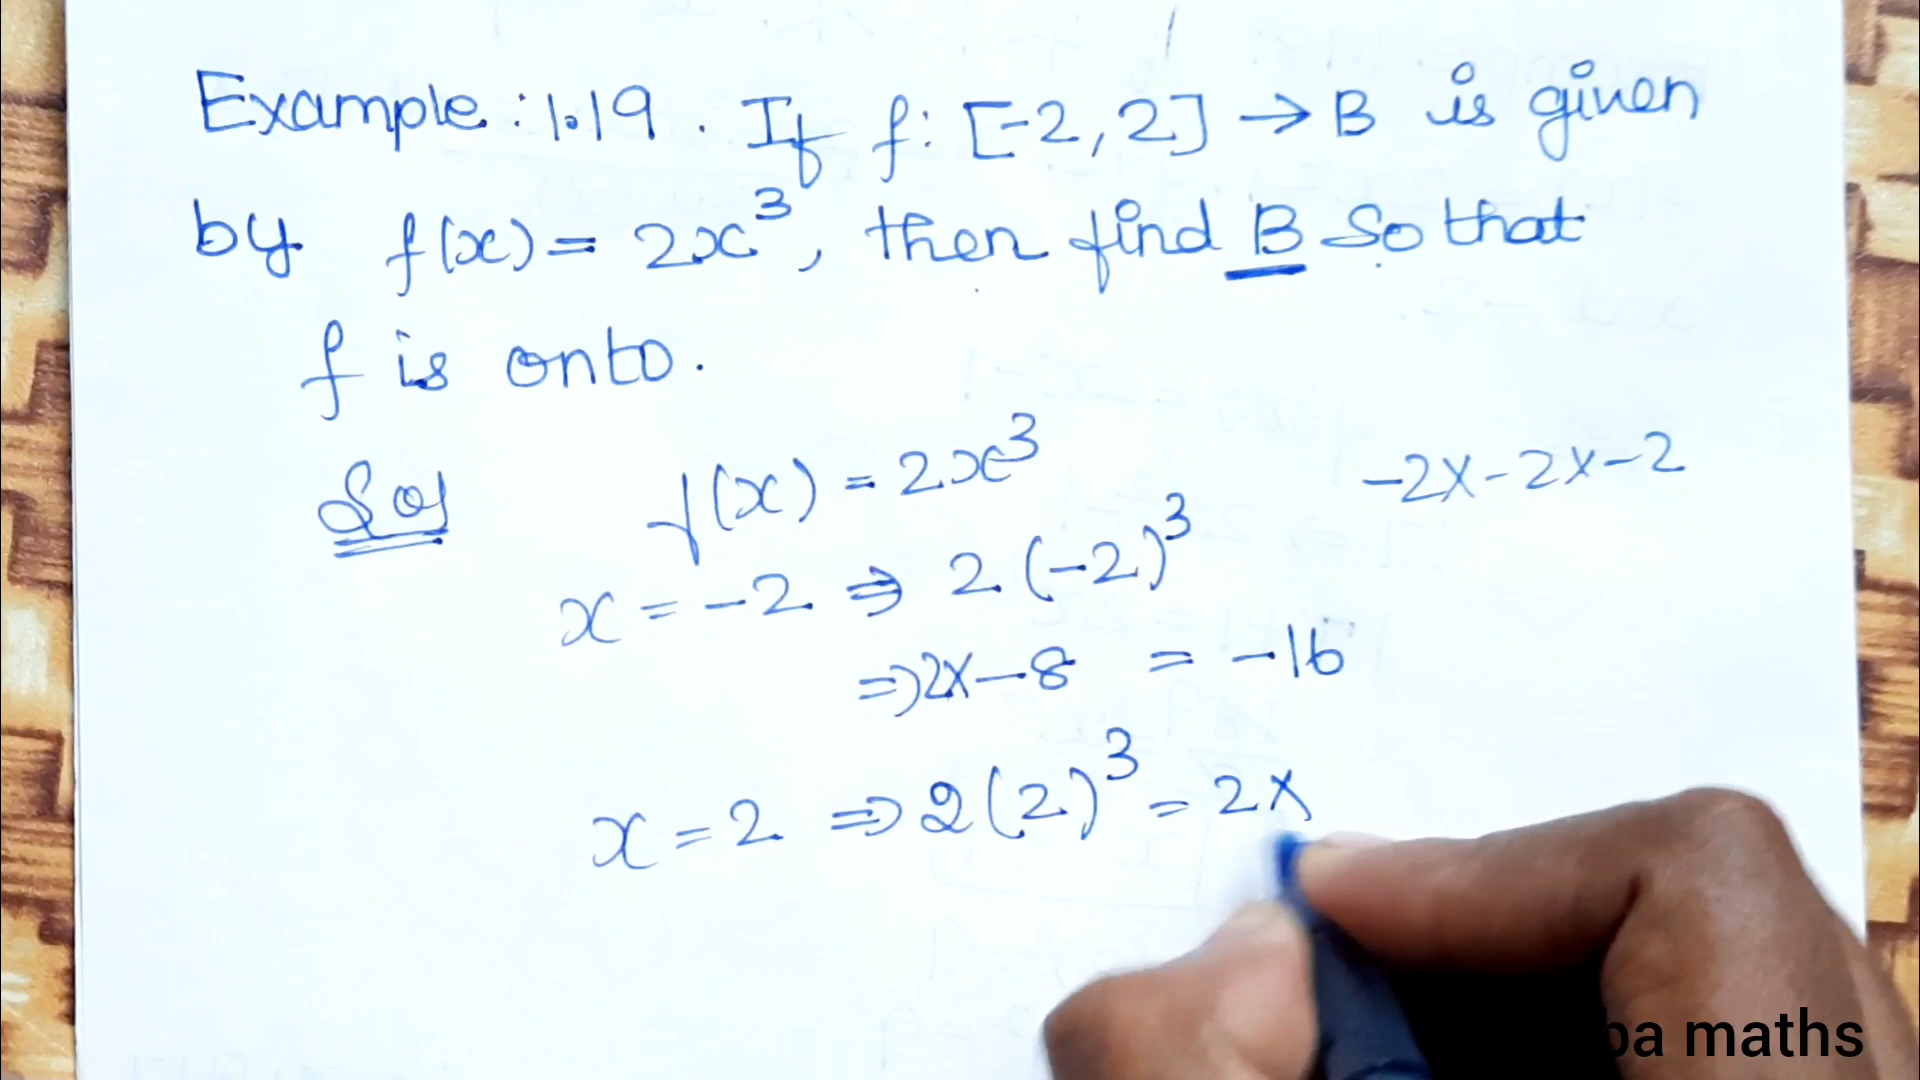 Example : 1.19 . If f : [-2, 2] → B is given
by f(x) = 2x³, then find B so that
f is onto.
Sol f(x) = 2x³
-2x-2x-2
x = -2 ⇒ 2(-2)³
⇒ 2x-8 = -16
x = 2 ⇒ 2(2)³ = 2x
ba maths